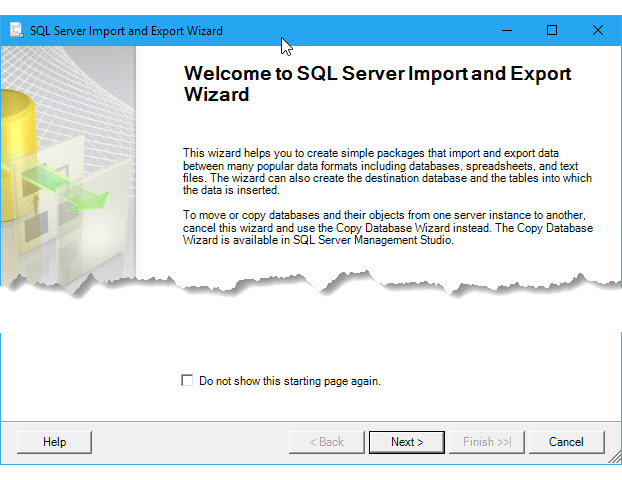 SQL Server Import and Export Wizard
Welcome to SQL Server Import and Export
Wizard
This wizard helps you to create simple packages that import and export data
between many popular data formats including databases, spreadsheets, and text
files. The wizard can also create the destination database and the tables into which
the data is inserted.
To move or copy databases and their objects from one server instance to another,
cancel this wizard and use the Copy Database Wizard instead. The Copy Database
Wizard is available in SQL Server Management Studio.
Do not show this starting page again.
Help
< Back
Next >
Finish >>|
Cancel